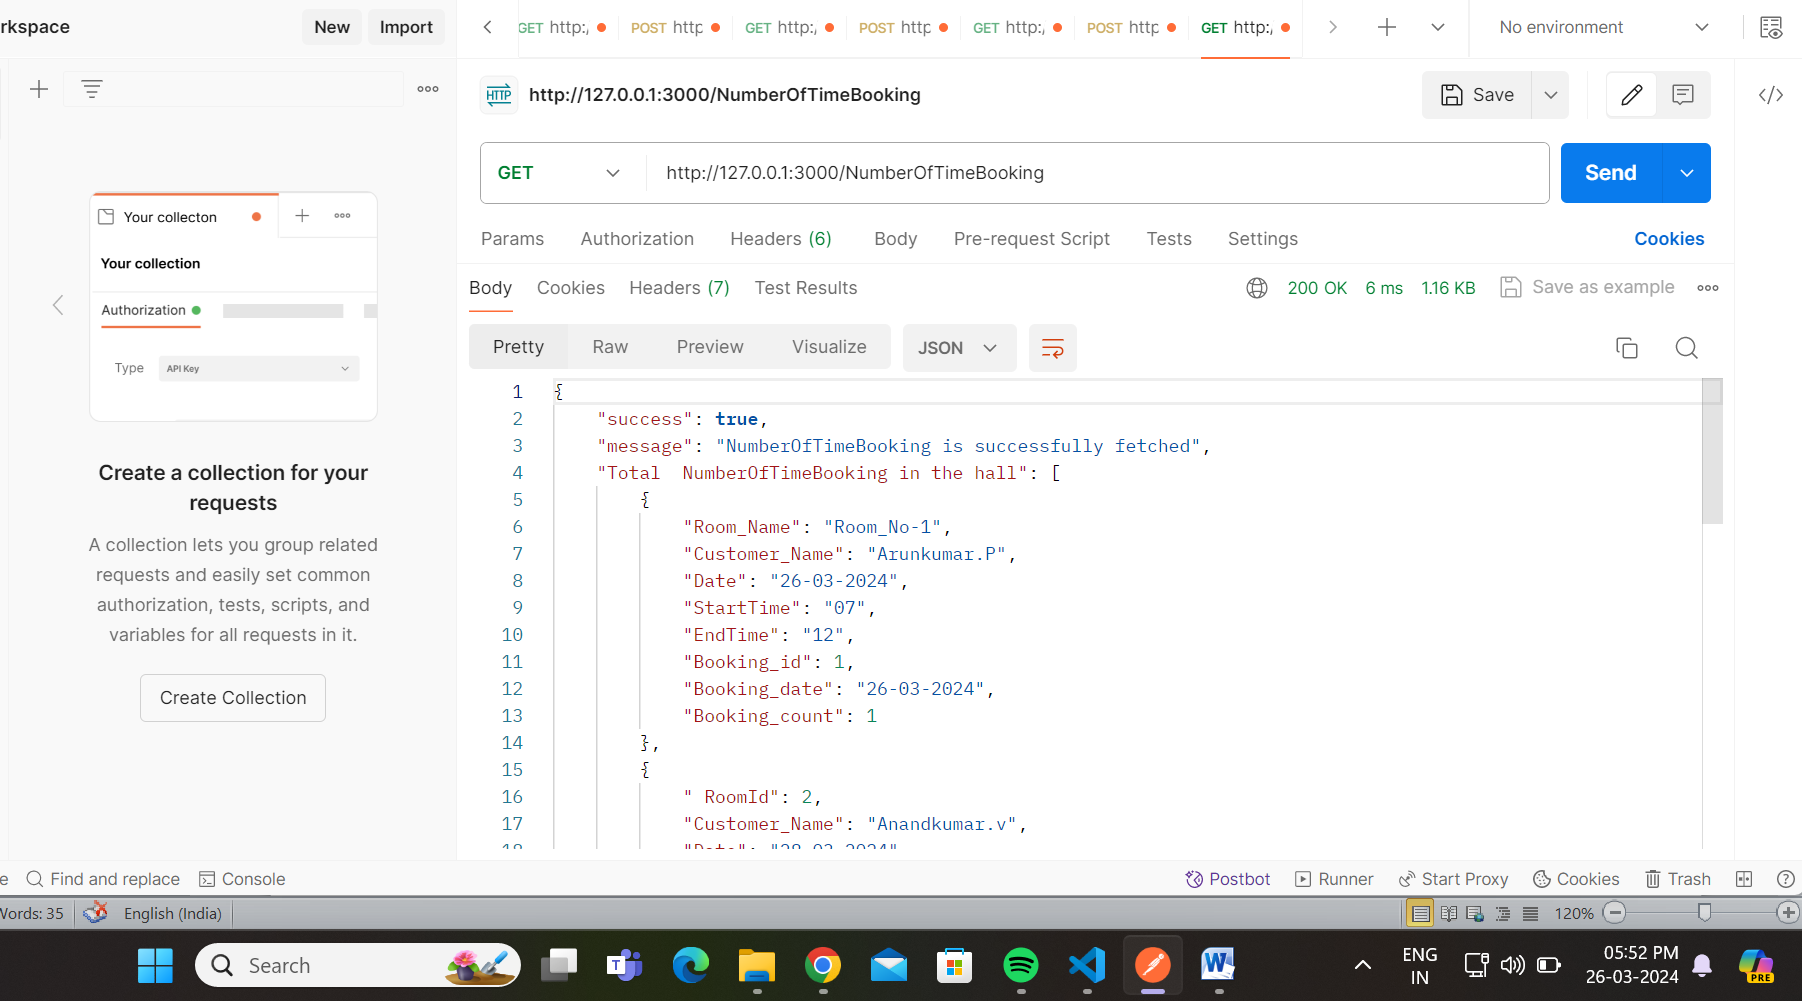 rkspace
New
Import
GET http:/
POST http
GET http:/
POST http
GET http:/
POST http
GET http:/
No environment
HTTP
http://127.0.0.1:3000/NumberOfTimeBooking
Save
GET
http://127.0.0.1:3000/NumberOfTimeBooking
Send
Params
Authorization
Headers (6)
Body
Pre-request Script
Tests
Settings
Cookies
Body
Cookies
Headers (7)
Test Results
200 OK
6 ms
1.16 KB
Save as example
Pretty
Raw
Preview
Visualize
JSON
1 {
2 "success": true,
3 "message": "NumberOfTimeBooking is successfully fetched",
4 "Total  NumberOfTimeBooking in the hall": [
5 {
6 "Room_Name": "Room_No-1",
7 "Customer_Name": "Arunkumar.P",
8 "Date": "26-03-2024",
9 "StartTime": "07",
10 "EndTime": "12",
11 "Booking_id": 1,
12 "Booking_date": "26-03-2024",
13 "Booking_count": 1
14 },
15 {
16 " RoomId": 2,
17 "Customer_Name": "Anandkumar.v",
18 "Date": "28-03-2024"
Your collecton
Your collection
Authorization
Type
API Key
Create a collection for your
requests
A collection lets you group related
requests and easily set common
authorization, tests, scripts, and
variables for all requests in it.
Create Collection
e
Find and replace
Console
Postbot
Runner
Start Proxy
Cookies
Trash
Words: 35
English (India)
120%
Search
ENG
IN
05:52 PM
26-03-2024
PRE